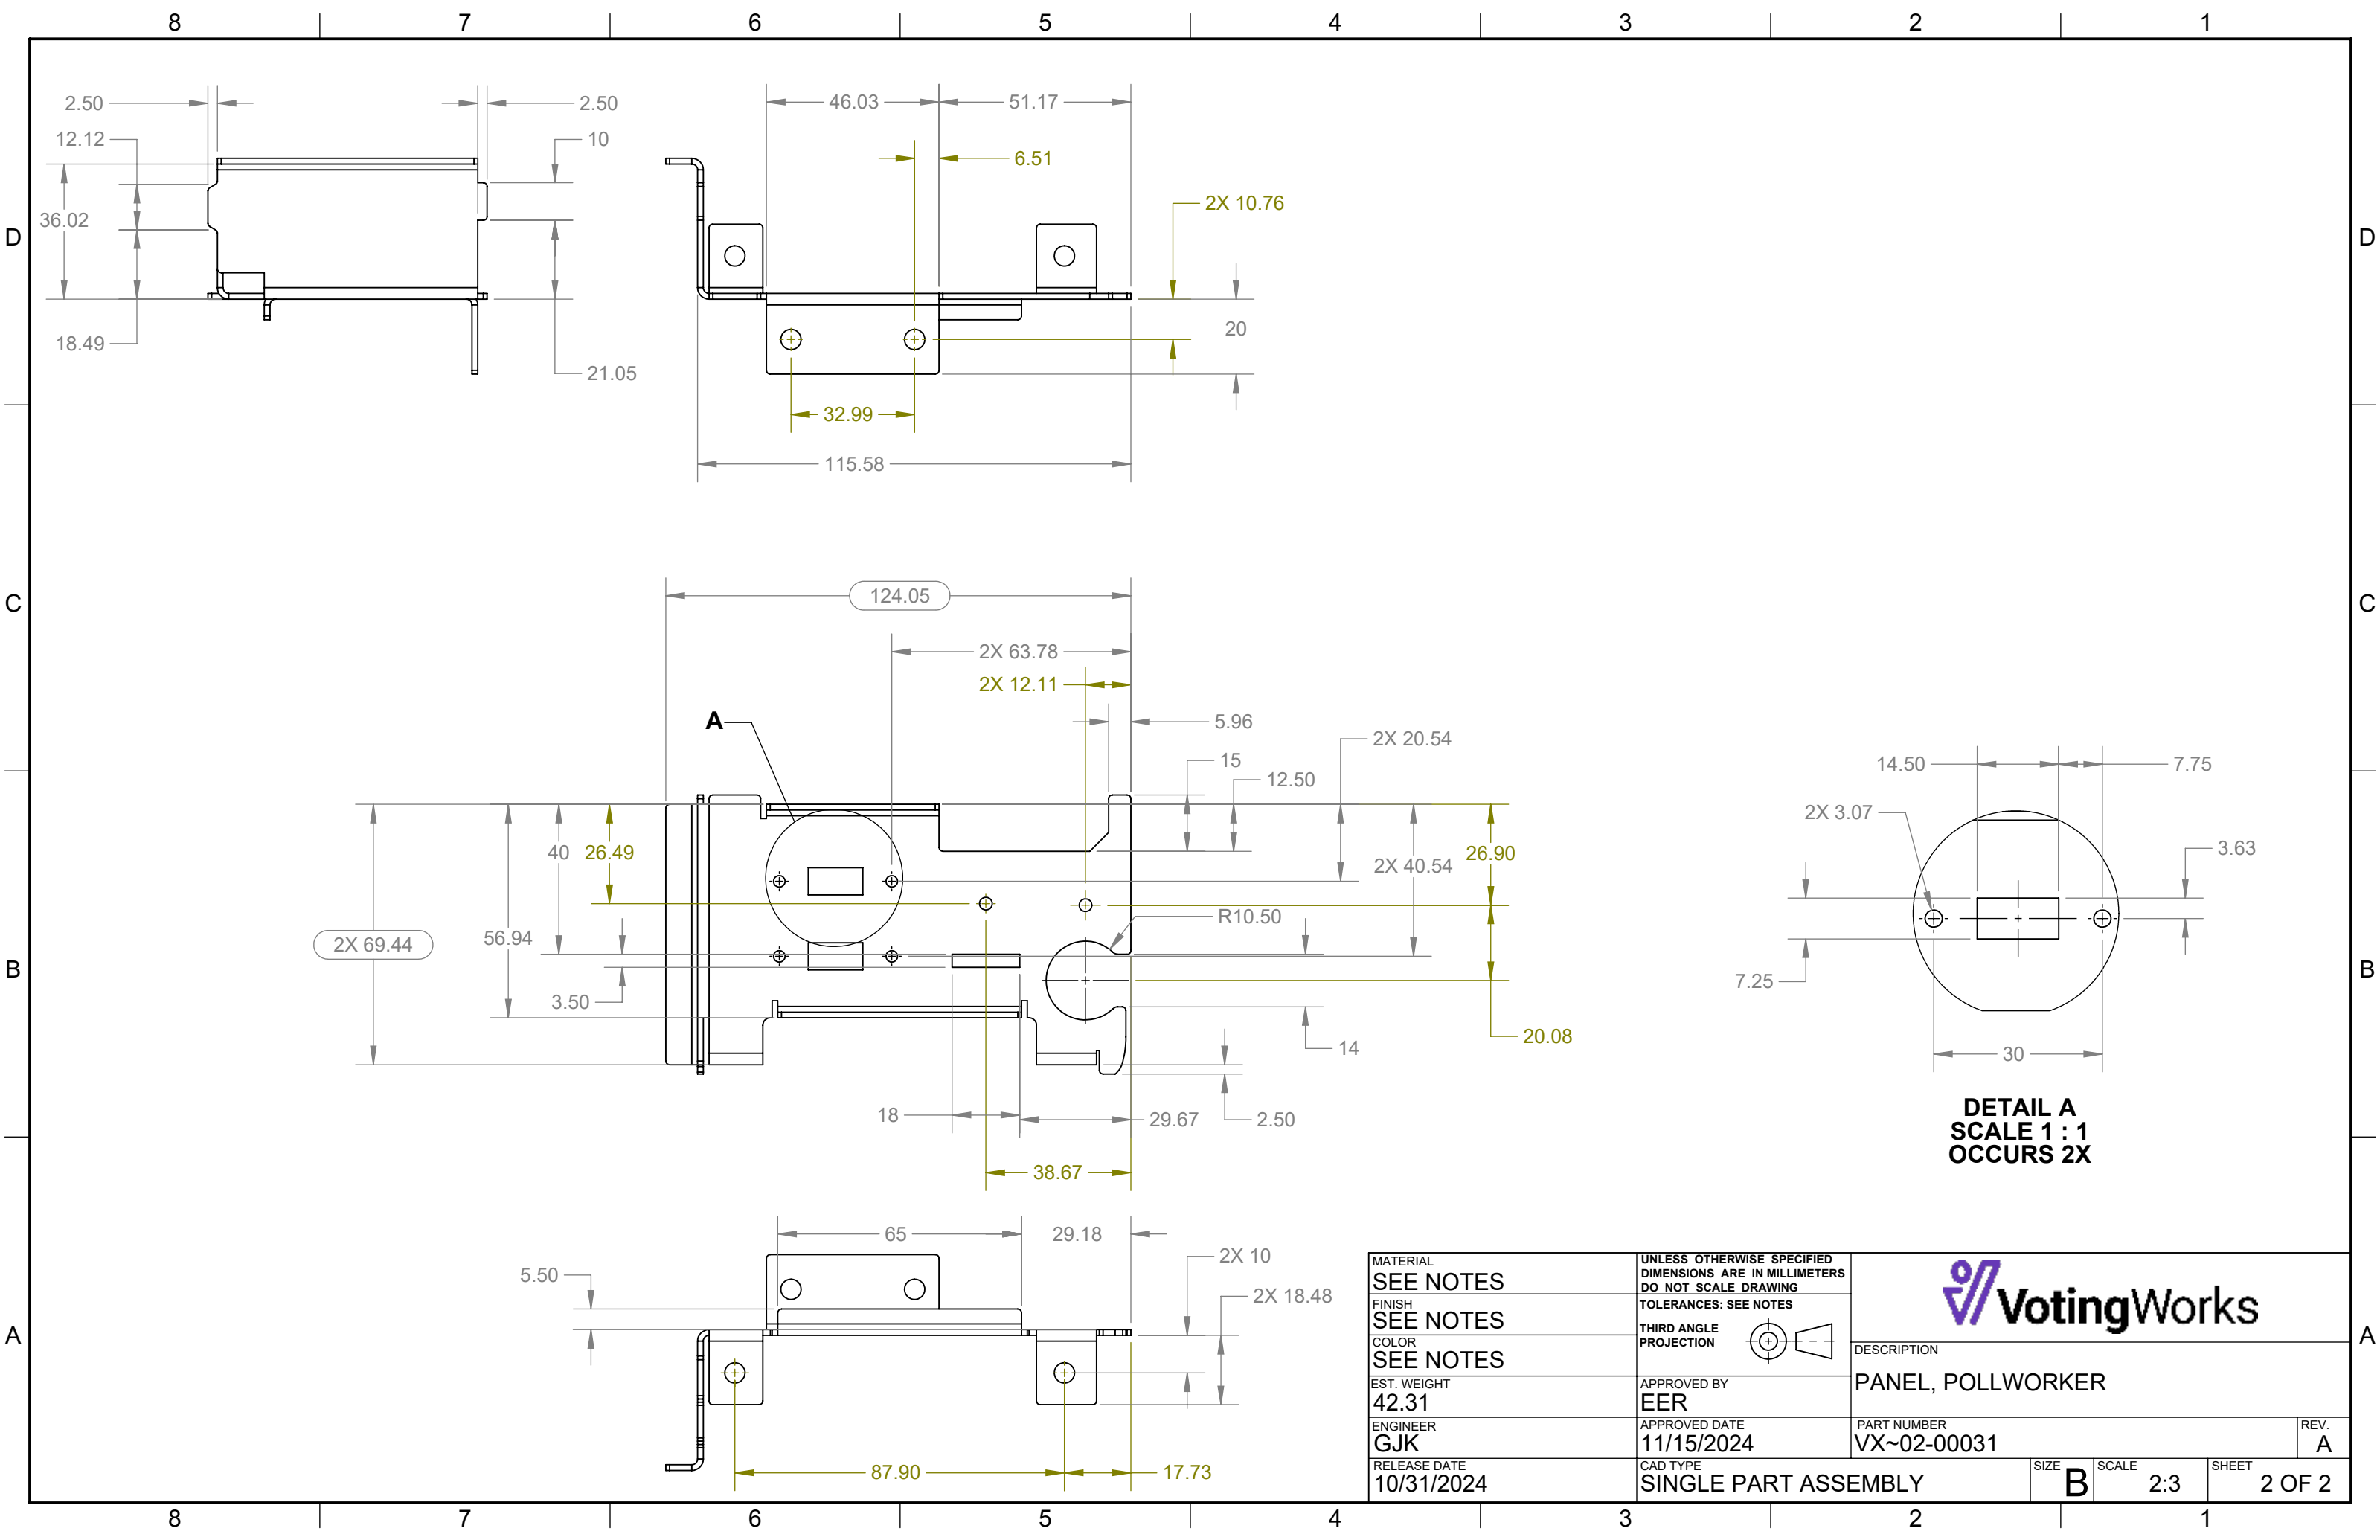 8 7 6 5 4 3 2 1
2.50
2.50
46.03
51.17
12.12
10
6.51
2X 10.76
36.02
D
D
20
18.49
21.05
32.99
115.58
C
124.05
C
2X 63.78
2X 12.11
A
5.96
2X 20.54
15
12.50
14.50
7.75
2X 3.07
40
26.49
26.90
2X 40.54
3.63
R10.50
2X 69.44
56.94
B
B
7.25
3.50
20.08
14
30
18
29.67
2.50
DETAIL A
SCALE 1 : 1
OCCURS 2X
38.67
65
29.18
5.50
2X 10
2X 18.48
A
A
87.90
17.73
MATERIAL
SEE NOTES
FINISH
SEE NOTES
COLOR
SEE NOTES
EST. WEIGHT
42.31
ENGINEER
GJK
RELEASE DATE
10/31/2024
UNLESS OTHERWISE SPECIFIED
DIMENSIONS ARE IN MILLIMETERS
DO NOT SCALE DRAWING
TOLERANCES: SEE NOTES
THIRD ANGLE
PROJECTION
APPROVED BY
EER
APPROVED DATE
11/15/2024
CAD TYPE
SINGLE PART ASSEMBLY
VotingWorks
DESCRIPTION
PANEL, POLLWORKER
PART NUMBER
VX~02-00031
REV.
A
SIZE
B
SCALE
2:3
SHEET
2 OF 2
8 7 6 5 4 3 2 1